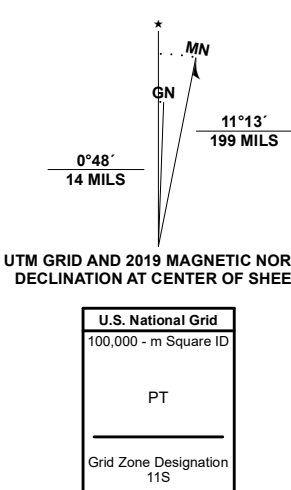 MN
GN
11°13´
199 MILS
0°48´
14 MILS
UTM GRID AND 2019 MAGNETIC NOR
DECLINATION AT CENTER OF SHEE
U.S. National Grid
100,000 - m Square ID
PT
Grid Zone Designation
11S